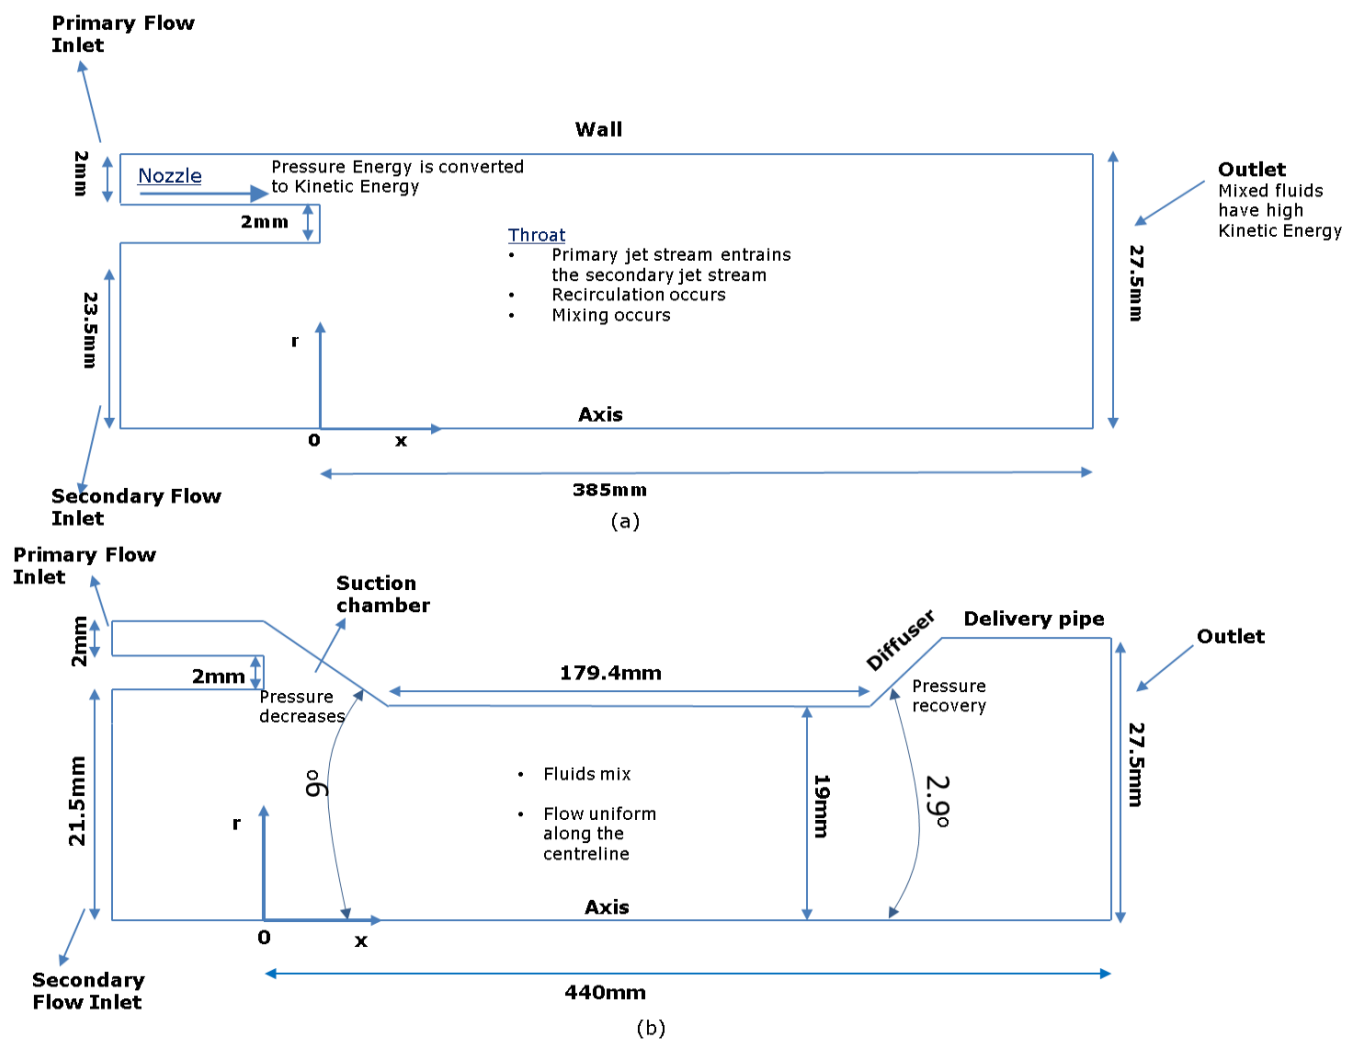 Primary Flow
Inlet
Wall
2mm
Nozzle
Pressure Energy is converted
to Kinetic Energy
Outlet
Mixed fluids
have high
Kinetic Energy
2mm
Throat
• Primary jet stream entrains
the secondary jet stream
• Recirculation occurs
• Mixing occurs
27.5mm
23.5mm
r
Axis
0
x
385mm
Secondary Flow
Inlet
(a)
Primary Flow
Inlet
Suction
chamber
Diffuser
Delivery pipe
Outlet
2mm
2mm
179.4mm
Pressure
decreases
Pressure
recovery
27.5mm
21.5mm
9º
• Fluids mix
• Flow uniform
along the
centreline
19mm
2.9º
r
Axis
0
x
Secondary
Flow Inlet
440mm
(b)